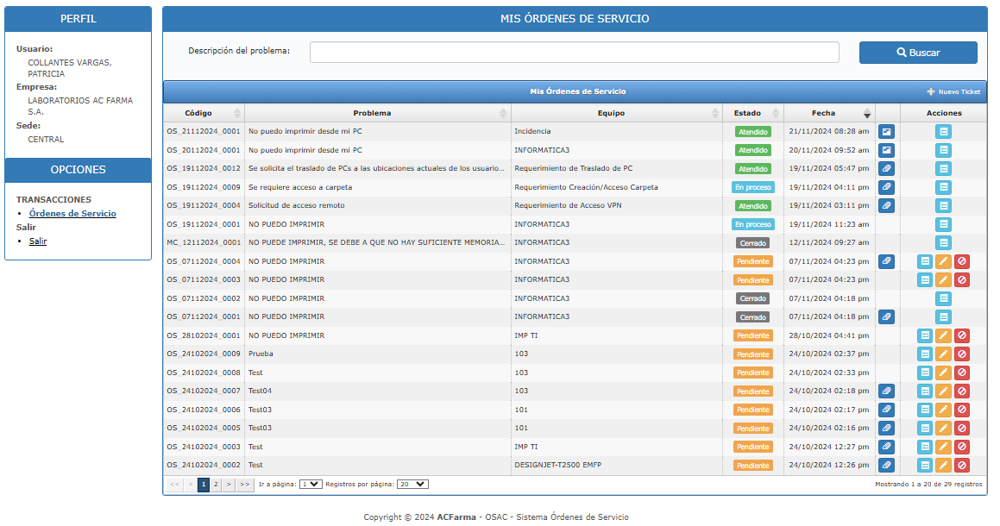 PERFIL
Usuario:
COLLANTES VARGAS,
PATRICIA
Empresa:
LABORATORIOS AC FARMA
S.A.
Sede:
CENTRAL
OPCIONES
TRANSACCIONES
• Órdenes de Servicio
Salir
• Salir
MIS ÓRDENES DE SERVICIO
Descripción del problema:
Buscar
Mis Órdenes de Servicio
Nuevo Ticket
Código Problema Equipo Estado Fecha Acciones
OS_21112024_0001 No puedo imprimir desde mi PC Incidencia Atendido 21/11/2024 08:28 am
OS_20112024_0001 No puedo imprimir desde mi PC INFORMATICA3 Atendido 20/11/2024 09:52 am
OS_19112024_0012 Se solicita el traslado de PCs a las ubicaciones actuales de los usuario... Requerimiento de Traslado de PC Atendido 19/11/2024 05:47 pm
OS_19112024_0009 Se requiere acceso a carpeta Requerimiento Creación/Acceso Carpeta En proceso 19/11/2024 04:11 pm
OS_19112024_0004 Solicitud de acceso remoto Requerimiento de Acceso VPN Atendido 19/11/2024 03:11 pm
OS_19112024_0001 NO PUEDO IMPRIMIR INFORMATICA3 En proceso 19/11/2024 11:23 am
MC_12112024_0001 NO PUEDE IMPRIMIR, SE DEBE A QUE NO HAY SUFICIENTE MEMORIA... INFORMATICA3 Cerrado 12/11/2024 09:27 am
OS_07112024_0004 NO PUEDO IMPRIMIR INFORMATICA3 Pendiente 07/11/2024 04:23 pm
OS_07112024_0003 NO PUEDO IMPRIMIR INFORMATICA3 Pendiente 07/11/2024 04:23 pm
OS_07112024_0002 NO PUEDO IMPRIMIR INFORMATICA3 Cerrado 07/11/2024 04:18 pm
OS_07112024_0001 NO PUEDO IMPRIMIR INFORMATICA3 Cerrado 07/11/2024 04:18 pm
OS_28102024_0001 NO PUEDO IMPRIMIR IMP TI Pendiente 28/10/2024 04:41 pm
OS_24102024_0009 Prueba 103 Pendiente 24/10/2024 02:37 pm
OS_24102024_0008 Test 103 Pendiente 24/10/2024 02:33 pm
OS_24102024_0007 Test04 103 Pendiente 24/10/2024 02:18 pm
OS_24102024_0006 Test03 101 Pendiente 24/10/2024 02:17 pm
OS_24102024_0005 Test03 101 Pendiente 24/10/2024 02:16 pm
OS_24102024_0003 Test IMP TI Pendiente 24/10/2024 12:27 pm
OS_24102024_0002 Test DESIGNJET-T2500 EMFP Pendiente 24/10/2024 12:26 pm
<< < 1 2 > >> Ir a página: 1 Registros por página: 20 Mostrando 1 a 20 de 29 registros
Copyright © 2024 ACFarma - OSAC - Sistema Órdenes de Servicio